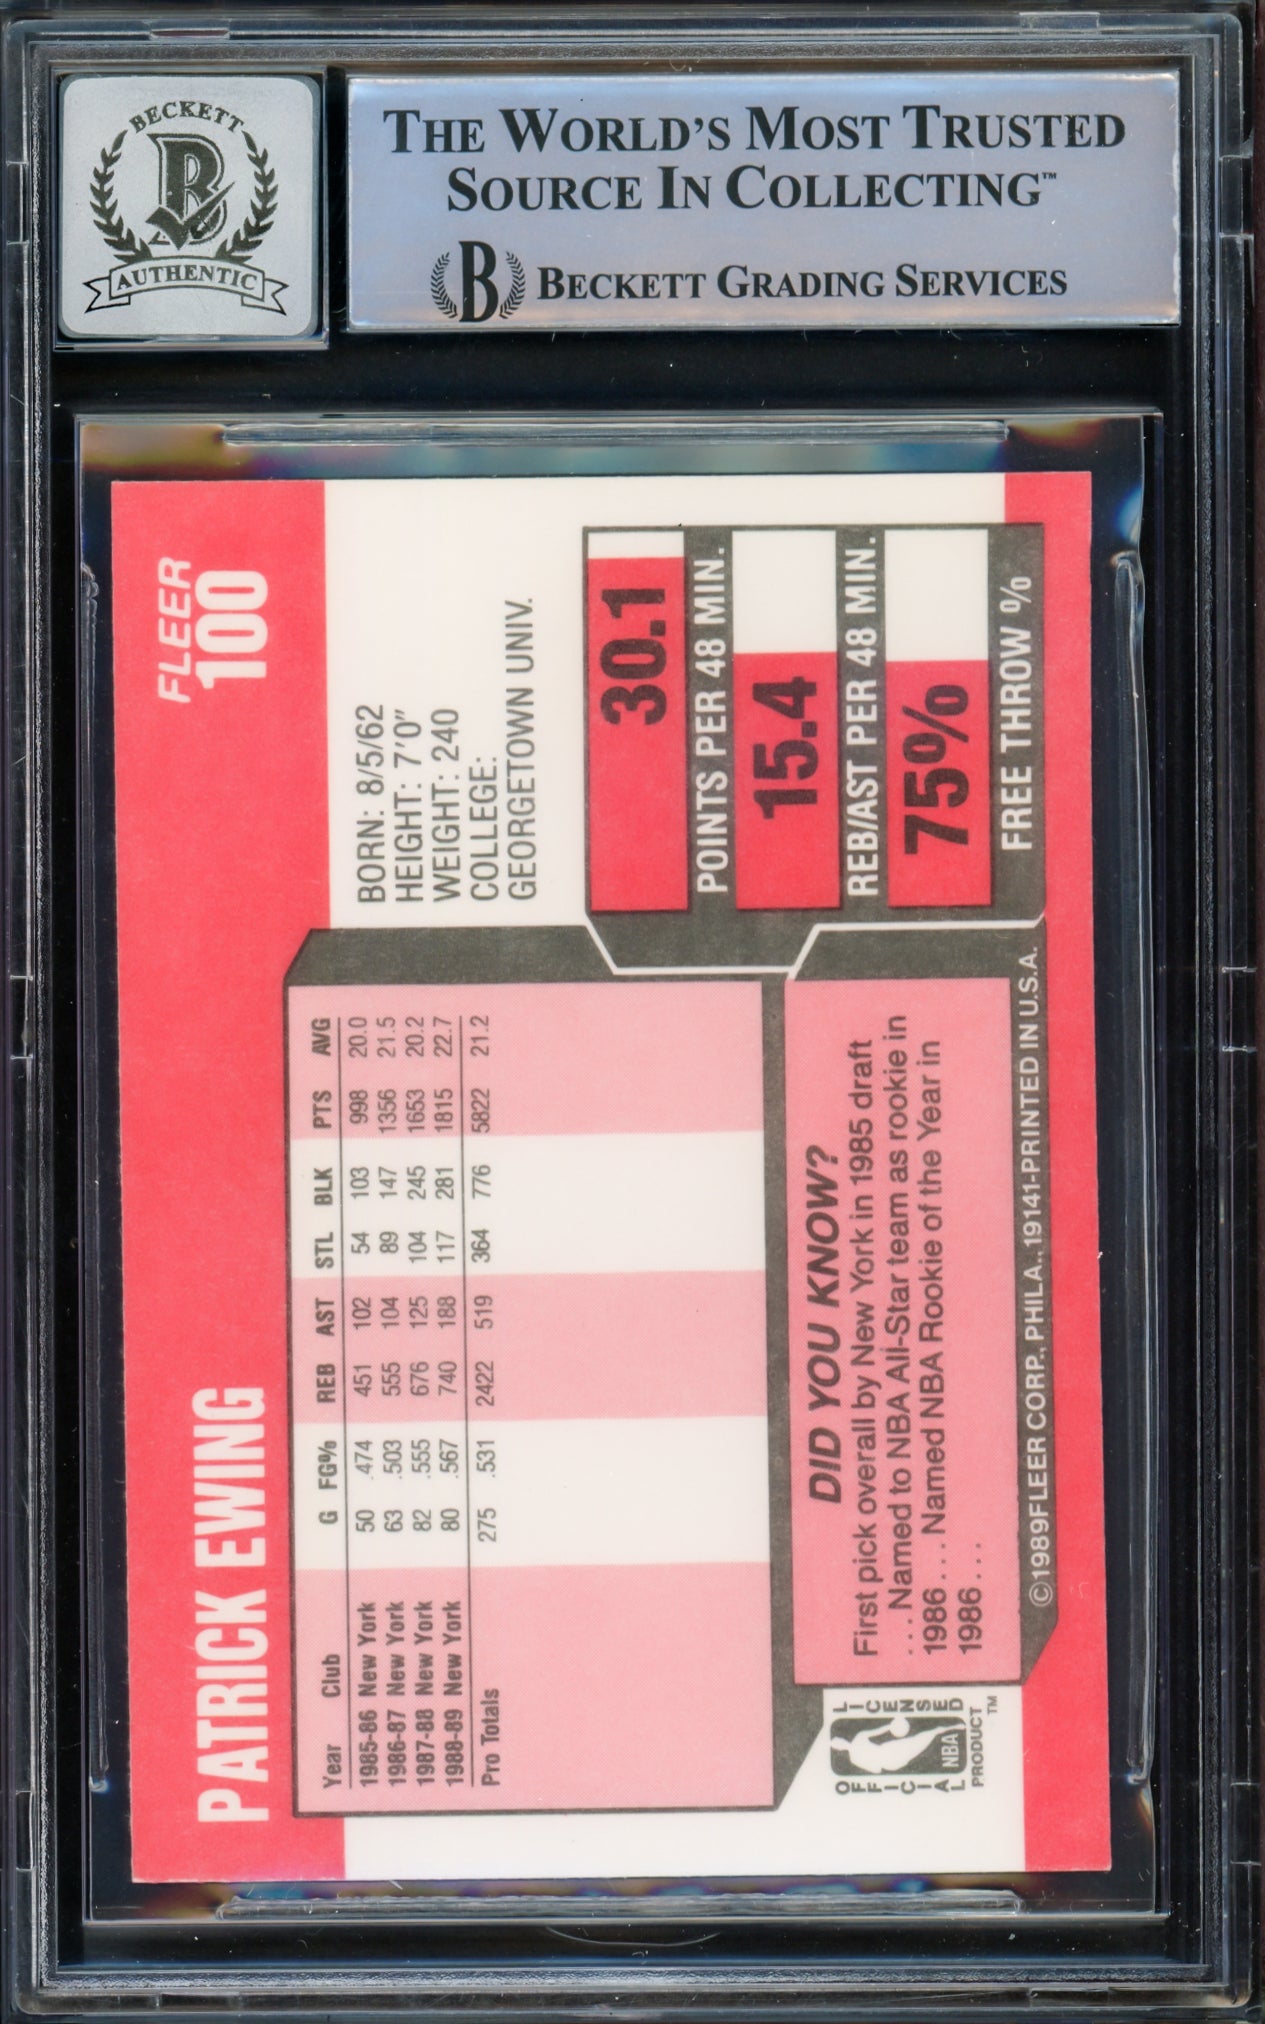 BECKETT
AUTHENTIC
THE WORLD'S MOST TRUSTED
SOURCE IN COLLECTING™
B BECKETT GRADING SERVICES
PATRICK EWING
FLEER
100
Year Club G FG% REB AST STL BLK PTS AVG
1985-86 New York 50 .474 451 102 54 103 998 20.0
1986-87 New York 63 .503 555 104 89 147 1356 21.5
1987-88 New York 82 .555 676 125 104 245 1653 20.2
1988-89 New York 80 .567 740 188 117 281 1815 22.7
Pro Totals 275 .531 2422 519 364 776 5822 21.2
BORN: 8/5/62
HEIGHT: 7'0"
WEIGHT: 240
COLLEGE:
GEORGETOWN UNIV.
30.1
POINTS PER 48 MIN.
15.4
REB/AST PER 48 MIN.
75%
FREE THROW %
DID YOU KNOW?
First pick overall by New York in 1985 draft
. . . Named to NBA All-Star team as rookie in
1986 . . . Named NBA Rookie of the Year in
1986 . . .
OFFICIAL NBA LICENSED
PRODUCT™
©1989FLEER CORP., PHILA..19141-PRINTED IN U.S.A.